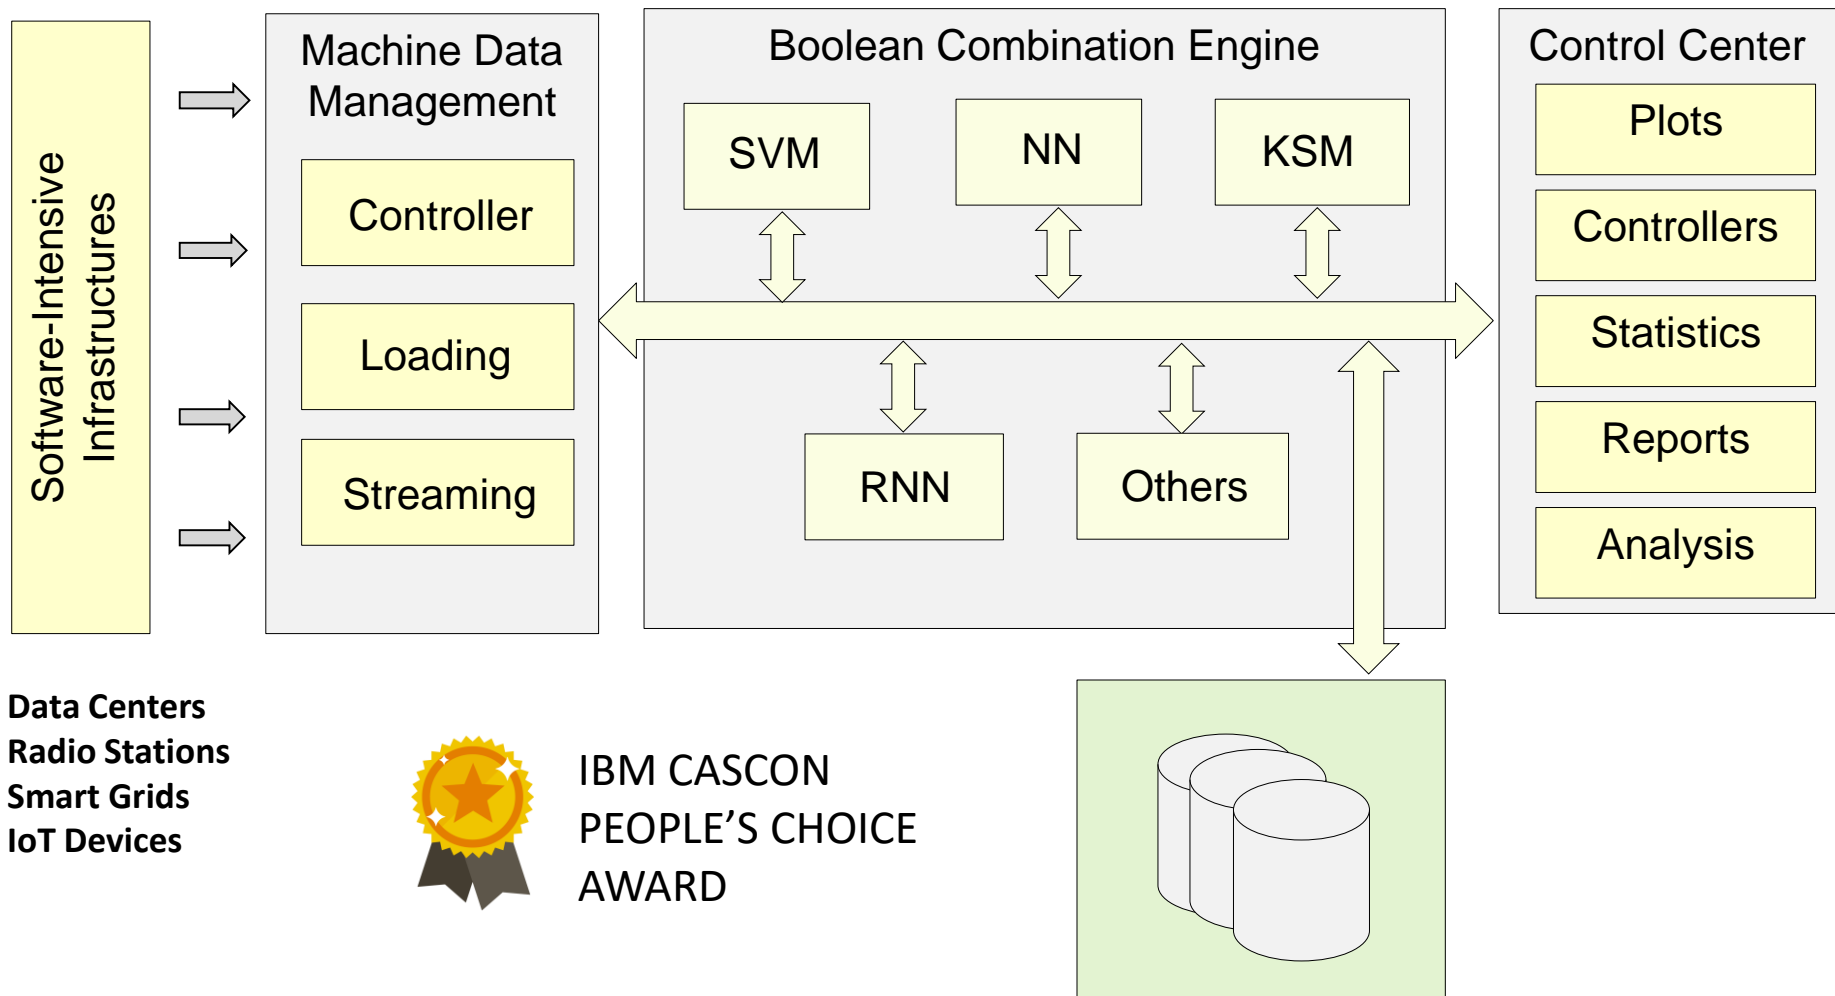 Software-Intensive
Infrastructures
Machine Data
Management
Controller
Loading
Streaming
Boolean Combination Engine
SVM
NN
KSM
RNN
Others
Control Center
Plots
Controllers
Statistics
Reports
Analysis
Data Centers
Radio Stations
Smart Grids
IoT Devices
IBM CASCON
PEOPLE’S CHOICE
AWARD